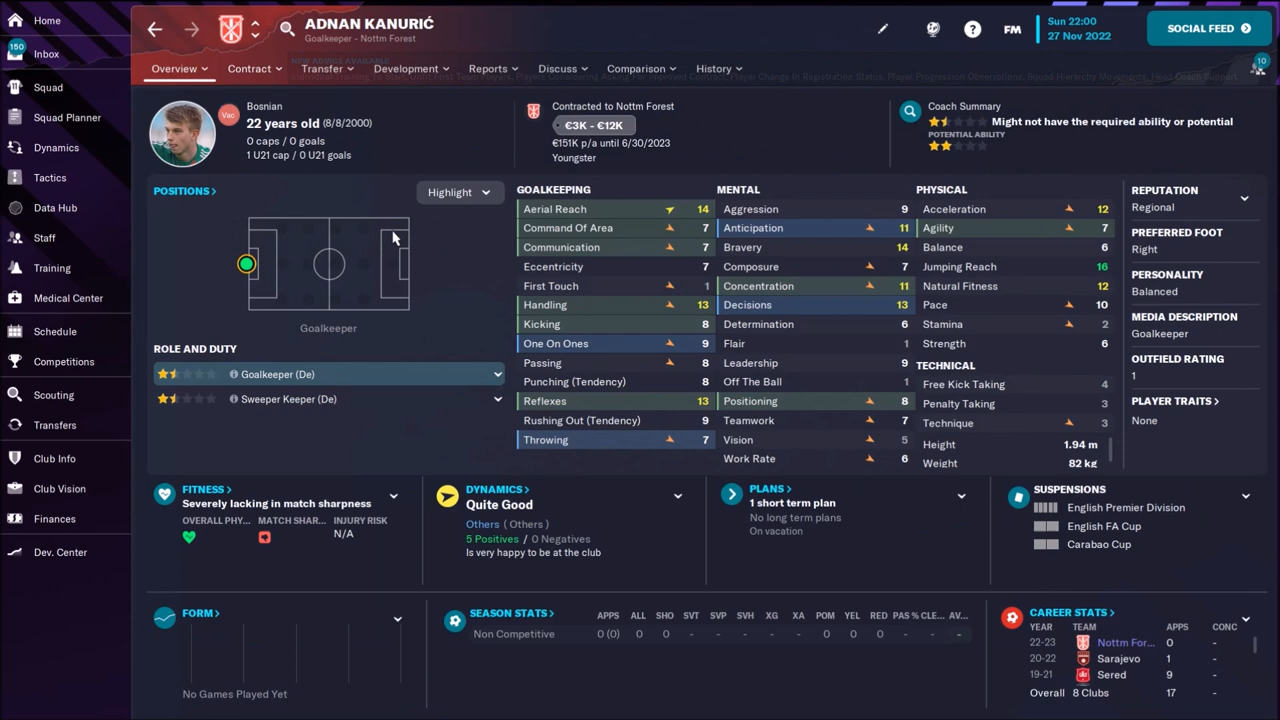 Home
150
Inbox
Squad
Squad Planner
Dynamics
Tactics
Data Hub
Staff
Training
Medical Center
Schedule
Competitions
Scouting
Transfers
Club Info
Club Vision
Finances
Dev. Center
ADNAN KANURIĆ
Goalkeeper - Nottm Forest
FM
Sun 22:00
27 Nov 2022
SOCIAL FEED
NEW ADVICE AVAILABLE
Overview
Contract
Transfer
Development
Reports
Discuss
Comparison
History
10
Vac
Bosnian
22 years old (8/8/2000)
0 caps / 0 goals
1 U21 cap / 0 U21 goals
Contracted to Nottm Forest
€3K - €12K
€151K p/a until 6/30/2023
Youngster
Coach Summary
Might not have the required ability or potential
POTENTIAL ABILITY
POSITIONS
Highlight
Goalkeeper
ROLE AND DUTY
Goalkeeper (De)
Sweeper Keeper (De)
GOALKEEPING
Aerial Reach 14
Command Of Area 7
Communication 7
Eccentricity 7
First Touch 1
Handling 13
Kicking 8
One On Ones 9
Passing 8
Punching (Tendency) 8
Reflexes 13
Rushing Out (Tendency) 9
Throwing 7
MENTAL
Aggression 9
Anticipation 11
Bravery 14
Composure 7
Concentration 11
Decisions 13
Determination 6
Flair 1
Leadership 9
Off The Ball 1
Positioning 8
Teamwork 7
Vision 5
Work Rate 6
PHYSICAL
Acceleration 12
Agility 7
Balance 6
Jumping Reach 16
Natural Fitness 12
Pace 10
Stamina 2
Strength 6
TECHNICAL
Free Kick Taking 4
Penalty Taking 3
Technique 3
Height 1.94 m
Weight 82 kg
REPUTATION
Regional
PREFERRED FOOT
Right
PERSONALITY
Balanced
MEDIA DESCRIPTION
Goalkeeper
OUTFIELD RATING
1
PLAYER TRAITS
None
FITNESS
Severely lacking in match sharpness
OVERALL PHY... MATCH SHAR... INJURY RISK
N/A
DYNAMICS
Quite Good
Others ( Others )
5 Positives / 0 Negatives
Is very happy to be at the club
PLANS
1 short term plan
No long term plans
On vacation
SUSPENSIONS
English Premier Division
English FA Cup
Carabao Cup
FORM
No Games Played Yet
SEASON STATS APPS ALL SHO SVT SVP SVH XG XA POM YEL RED PAS % CLE... AV...
Non Competitive 0 (0) 0 0 - - - - - 0 0 0 - - -
CAREER STATS
YEAR TEAM APPS CONC
22-23 Nottm For... 0 -
20-22 Sarajevo 1 -
19-21 Sered 9 -
Overall 8 Clubs 17 -